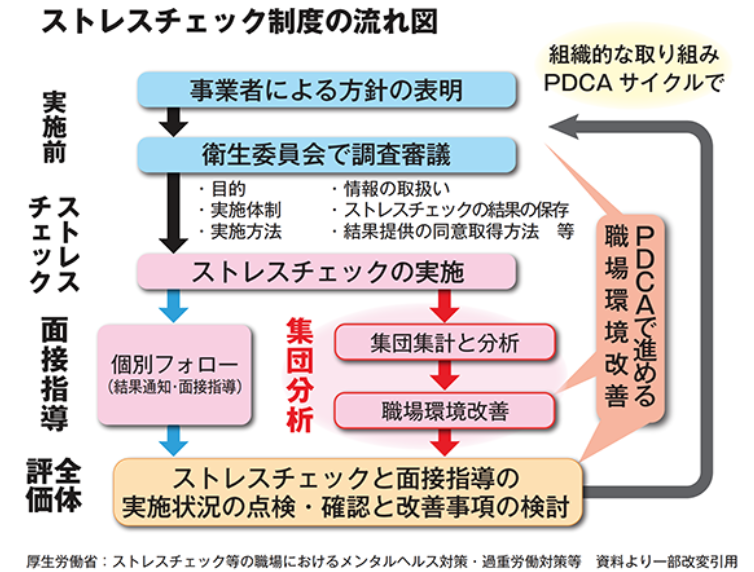 ストレスチェック制度の流れ図
組織的な取り組み
PDCAサイクルで
実施前
事業者による方針の表明
衛生委員会で調査審議
・目的
・実施体制
・実施方法
・情報の取扱い
・ストレスチェックの結果の保存
・結果提供の同意取得方法　等
ストレス
チェック
ストレスチェックの実施
面接指導
個別フォロー
（結果通知・面接指導）
集団分析
集団集計と分析
職場環境改善
PDCAで進める
職場環境改善
全体
評価
ストレスチェックと面接指導の
実施状況の点検・確認と改善事項の検討
厚生労働省：ストレスチェック等の職場におけるメンタルヘルス対策・過重労働対策等　資料より一部改変引用